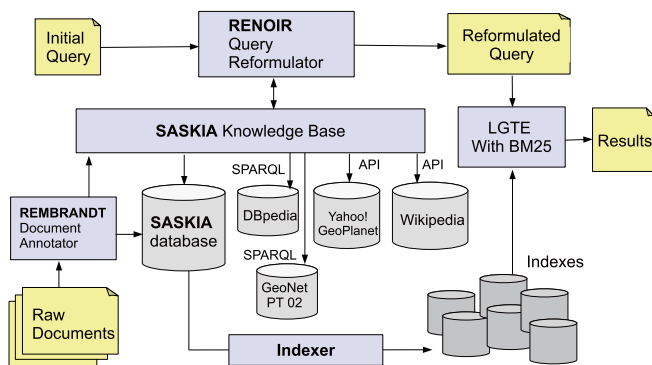 Initial
Query
RENOIR
Query
Reformulator
Reformulated
Query
SASKIA Knowledge Base
LGTE
With BM25
Results
SPARQL
API
API
REMBRANDT
Document
Annotator
SASKIA
database
DBpedia
Yahoo!
GeoPlanet
Wikipedia
SPARQL
GeoNet
PT 02
Indexes
Raw
Documents
Indexer